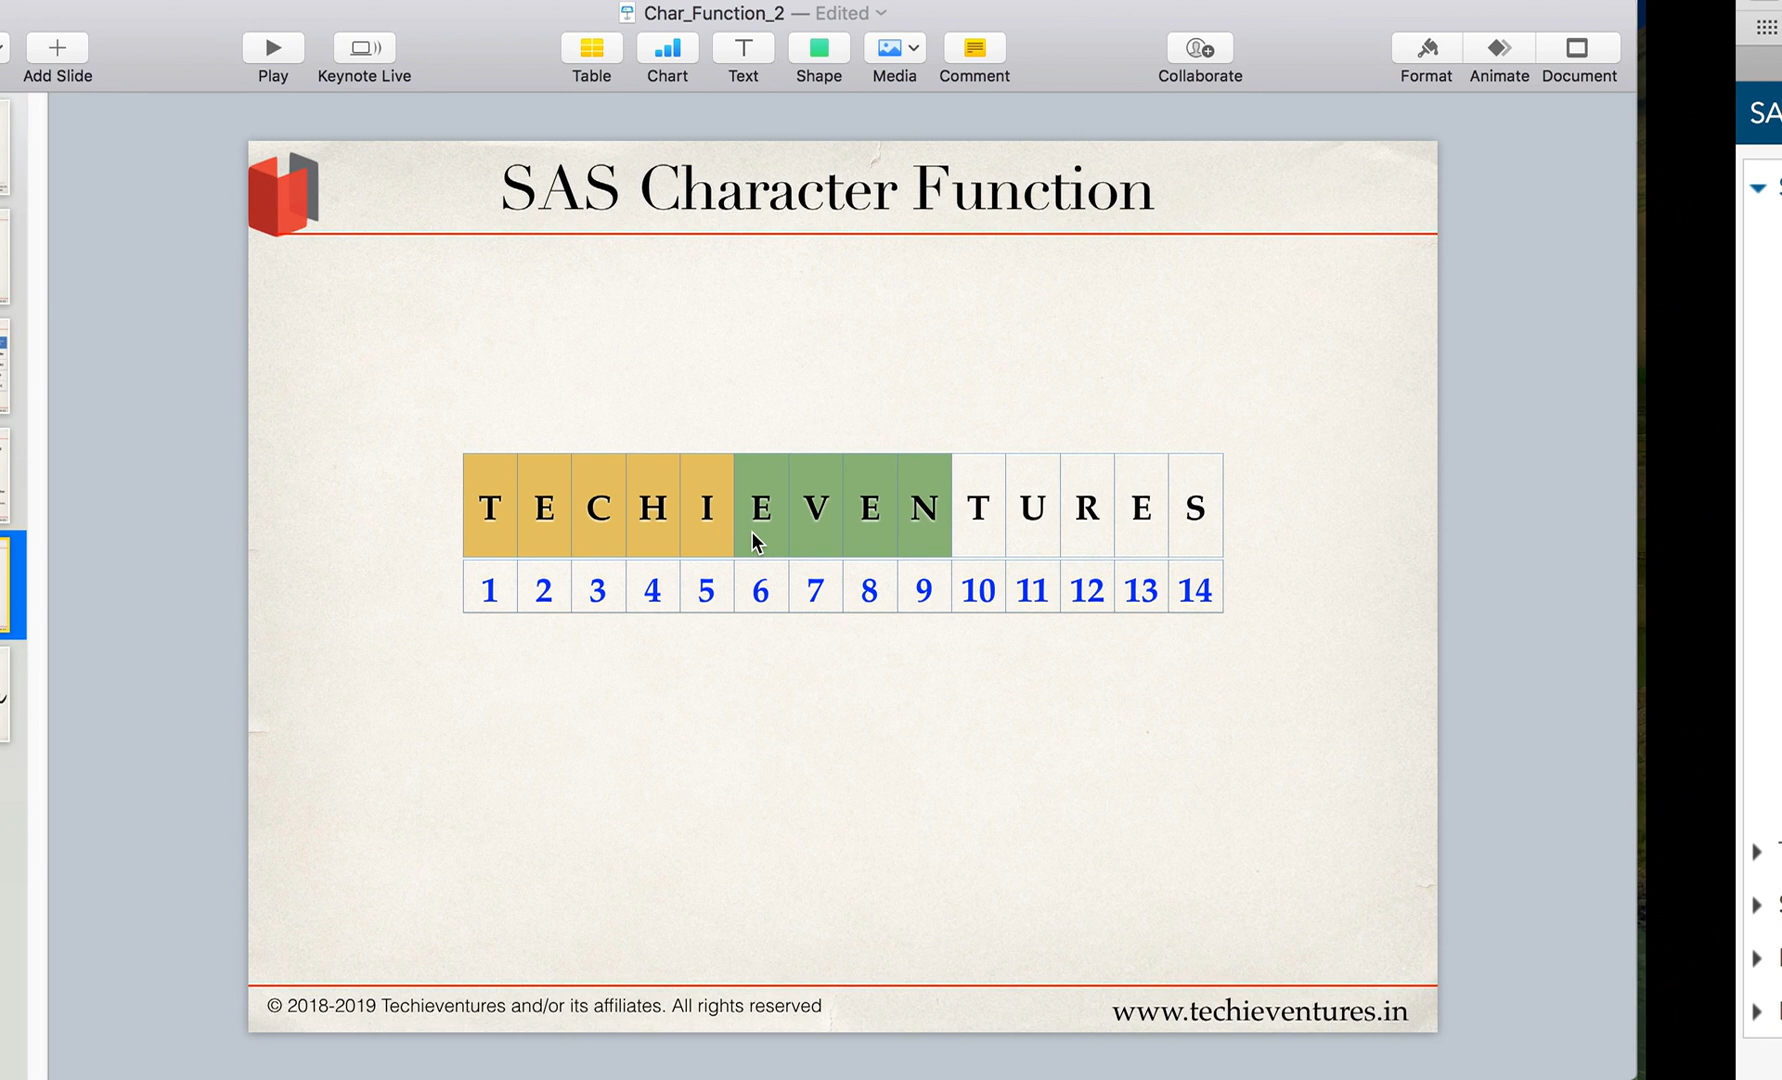 Char_Function_2 — Edited
Add Slide
Play
Keynote Live
Table
Chart
Text
Shape
Media
Comment
Collaborate
Format
Animate
Document
SAS Character Function
T E C H I E V E N T U R E S
1 2 3 4 5 6 7 8 9 10 11 12 13 14
© 2018-2019 Techieventures and/or its affiliates. All rights reserved
www.techieventures.in
SA